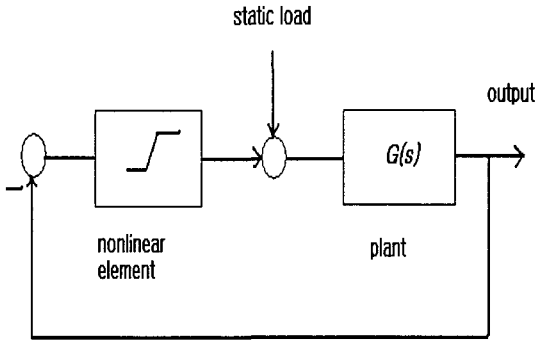 static load
output
G(s)
nonlinear
element
plant